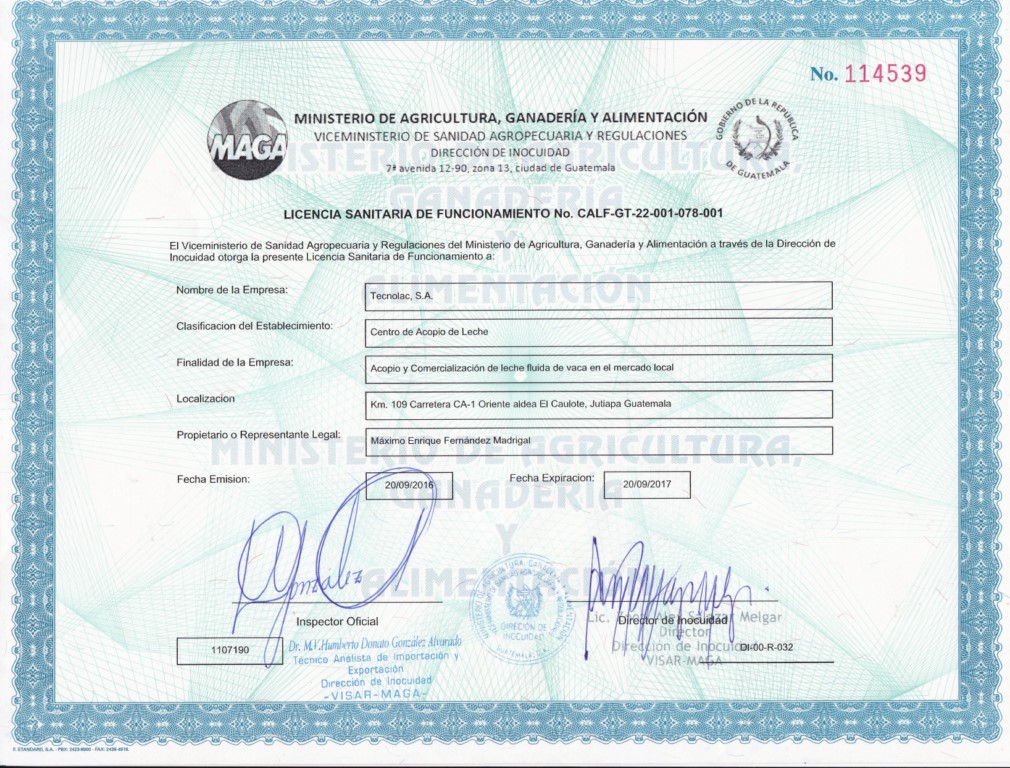 No. 114539
MAGA
MINISTERIO DE AGRICULTURA, GANADERÍA Y ALIMENTACIÓN
VICEMINISTERIO DE SANIDAD AGROPECUARIA Y REGULACIONES
DIRECCIÓN DE INOCUIDAD
7ª avenida 12-90, zona 13, ciudad de Guatemala
GOBIERNO DE LA REPÚBLICA
DE GUATEMALA
LICENCIA SANITARIA DE FUNCIONAMIENTO No. CALF-GT-22-001-078-001
El Viceministerio de Sanidad Agropecuaria y Regulaciones del Ministerio de Agricultura, Ganadería y Alimentación a través de la Dirección de
Inocuidad otorga la presente Licencia Sanitaria de Funcionamiento a:
Nombre de la Empresa: Tecnolac, S.A.
Clasificacion del Establecimiento: Centro de Acopio de Leche
Finalidad de la Empresa: Acopio y Comercialización de leche fluida de vaca en el mercado local
Localizacion Km. 109 Carretera CA-1 Oriente aldea El Caulote, Jutiapa Guatemala
Propietario o Representante Legal: Máximo Enrique Fernández Madrigal
MINISTERIO DE AGRICULTURA,
GANADERÍA
Y
ALIMENTACIÓN
Fecha Emision: 20/09/2016 Fecha Expiracion: 20/09/2017
González
Inspector Oficial
1107190
Dr. M.V. Humberto Donato González Alvarado
Técnico Analista de Importación y
Exportación
Dirección de Inocuidad
-VISAR-MAGA-
DIRECCIÓN DE
INOCUIDAD
GUATEMALA, C.A.
Lic. Melgar
Director de Inocuidad
Director
Dirección de Inocuidad
DI-00-R-032
VISAR-MAGA
F. STANDARD, S.A. - PBX: 2423-9900 - FAX: 2436-4916.